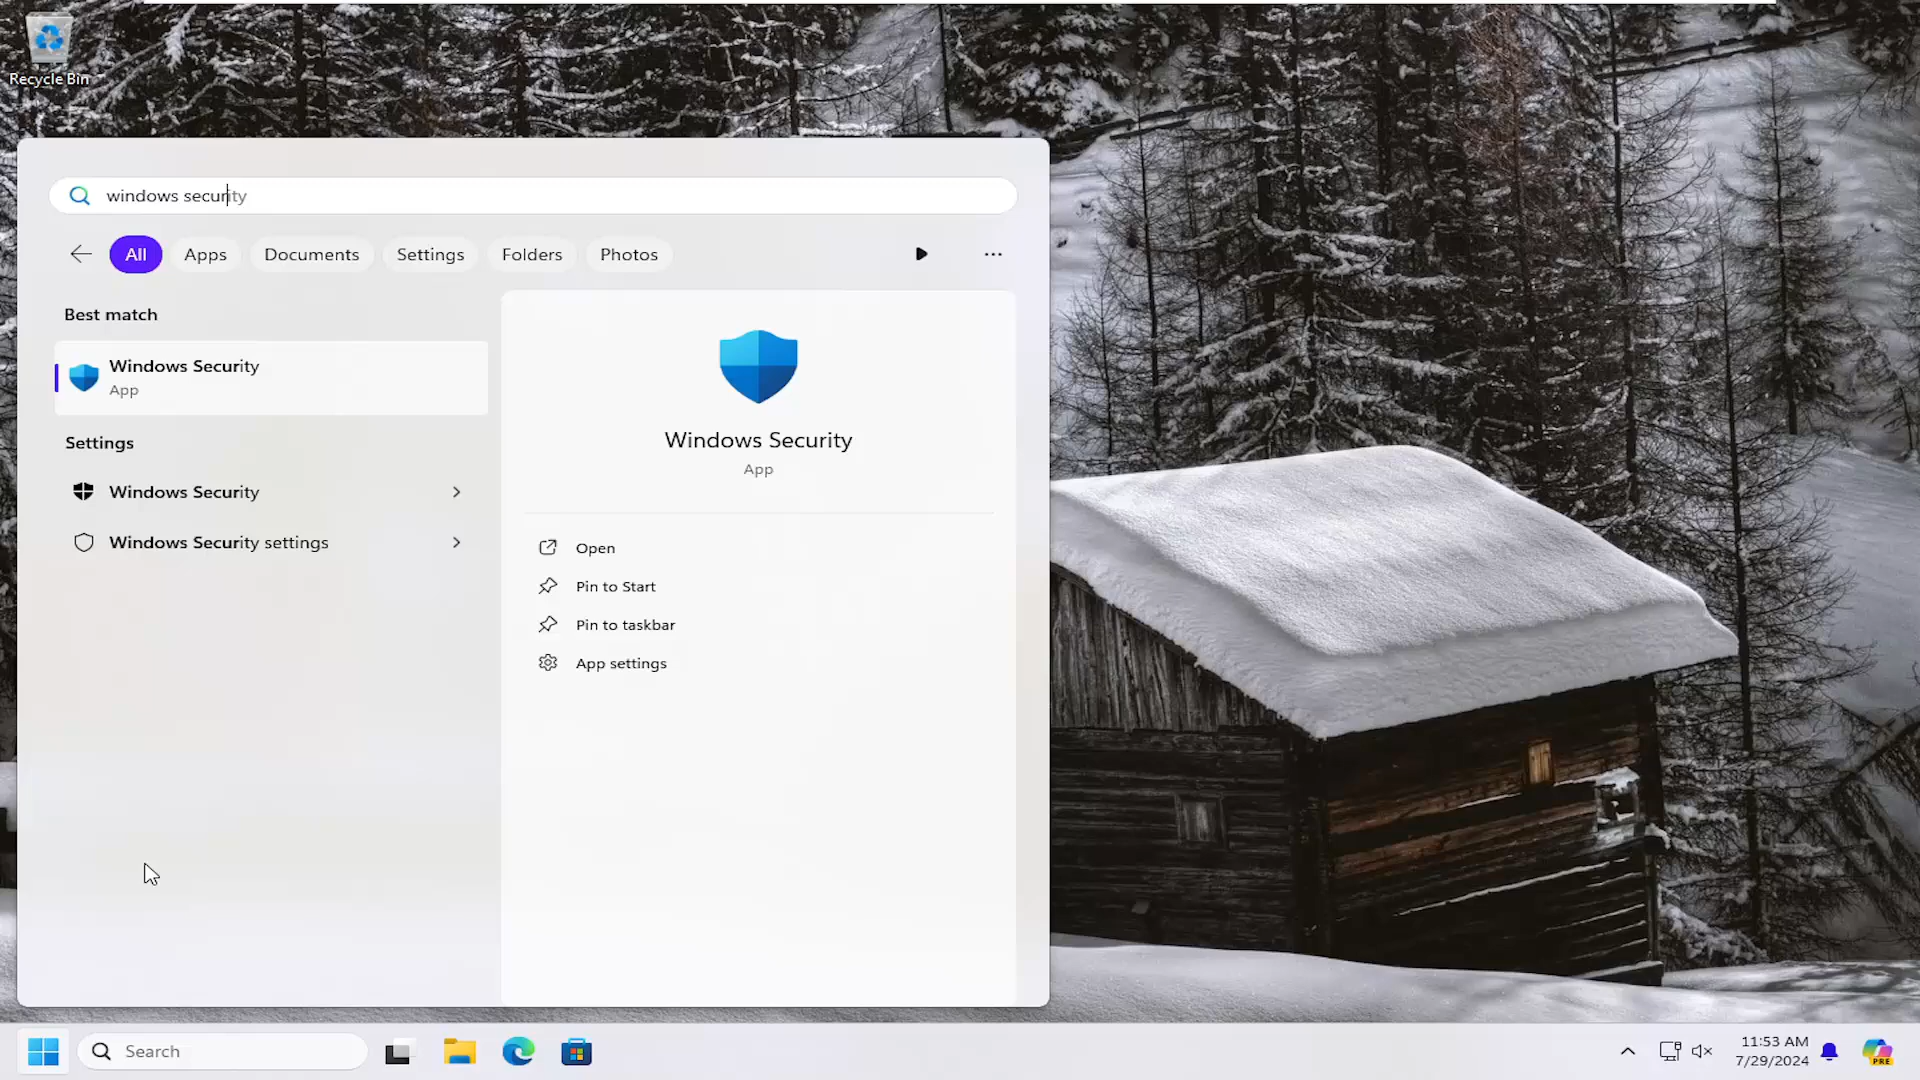 Recycle Bin
windows security
All
Apps
Documents
Settings
Folders
Photos
Best match
Windows Security
App
Settings
Windows Security
Windows Security settings
Windows Security
App
Open
Pin to Start
Pin to taskbar
App settings
Search
11:53 AM
7/29/2024
PRE